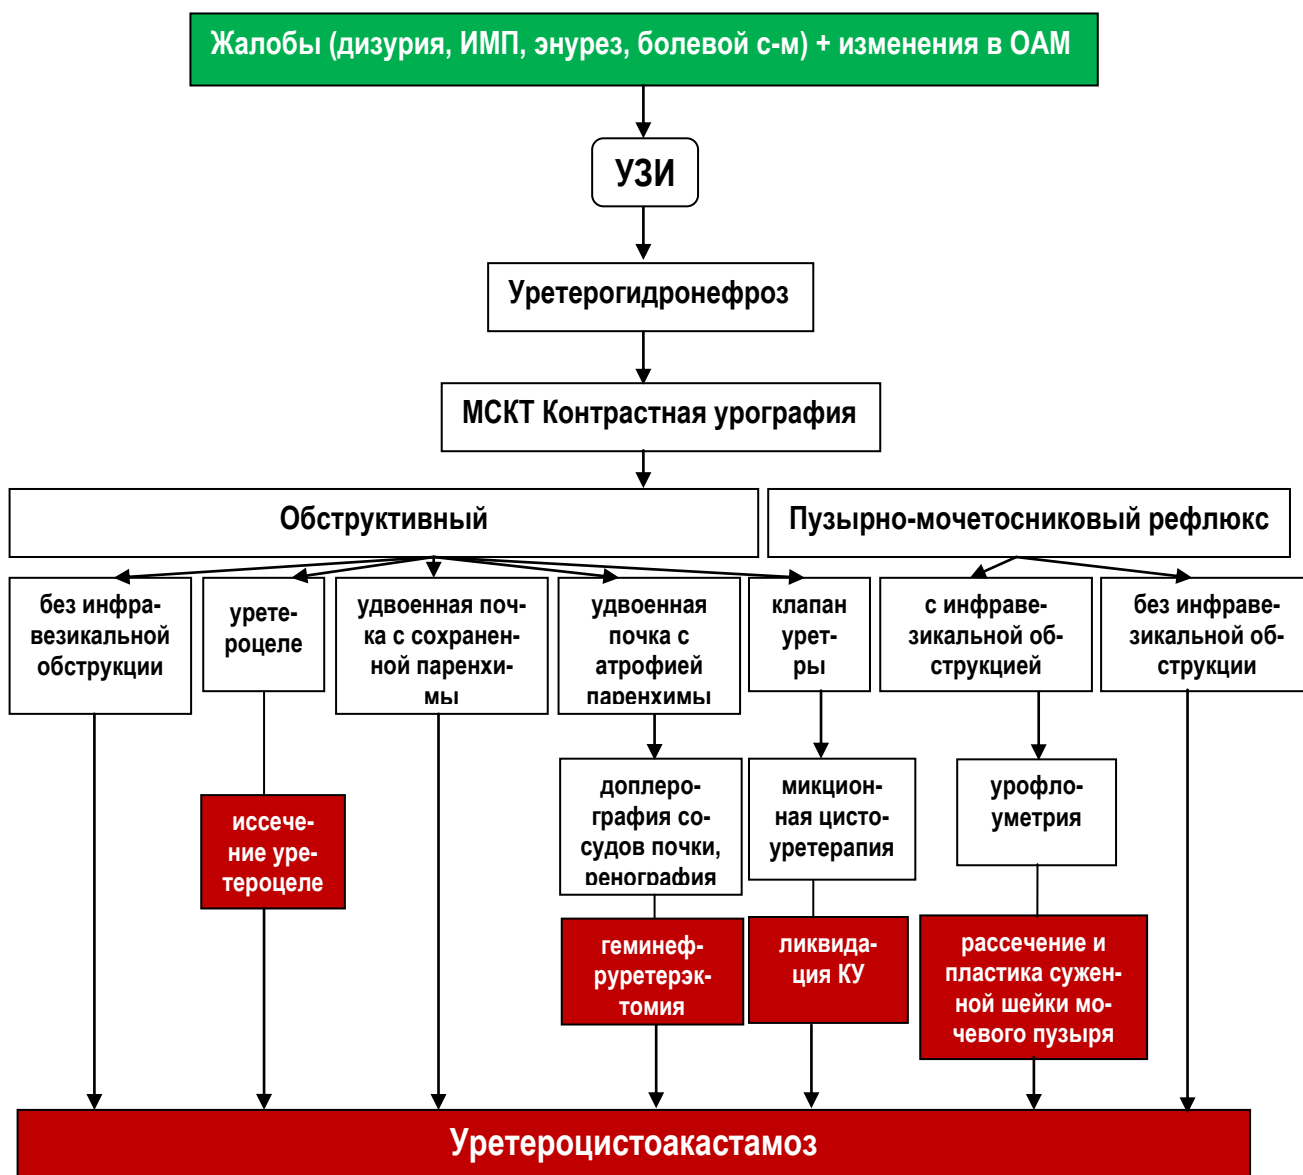 Жалобы (дизурия, ИМП, энурез, болевой с-м) + изменения в ОАМ
УЗИ
Уретерогидронефроз
МСКТ Контрастная урография
Обструктивный
Пузырно-мочетосниковый рефлюкс
без инфра-
везикальной
обструкции
урете-
роцеле
удвоенная поч-
ка с сохранен-
ной паренхи-
мы
удвоенная
почка с
атрофией
паренхимы
клапан
урет-
ры
с инфраве-
зикальной об-
струкцией
без инфраве-
зикальной об-
струкции
иссече-
ние уре-
тероцеле
доплеро-
графия со-
судов почки,
ренография
микцион-
ная цисто-
уретерапия
урофло-
уметрия
геминеф-
руретерэк-
томия
ликвида-
ция КУ
рассечение и
пластика сужен-
ной шейки мо-
чевого пузыря
Уретероцистоакастамоз